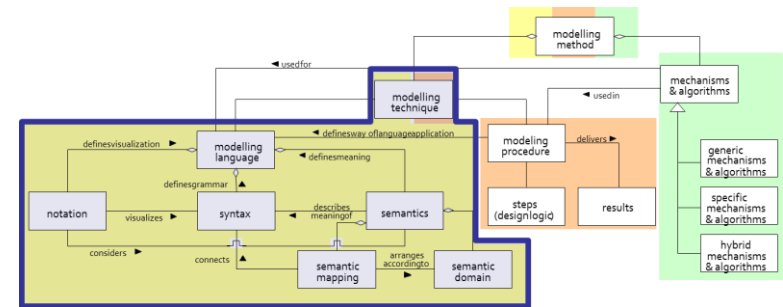 modelling
method
usedfor
mechanisms
& algorithms
modelling
technique
usedin
definesway oflanguageapplication
modeling
procedure
delivers
definesvisualization
modelling
language
definesmeaning
generic
mechanisms
& algorithms
definesgrammar
notation
visualizes
syntax
describes
meaningof
semantics
steps
(designlogic)
results
specific
mechanisms
& algorithms
considers
connects
semantic
mapping
arranges
accordingto
semantic
domain
hybrid
mechanisms
& algorithms